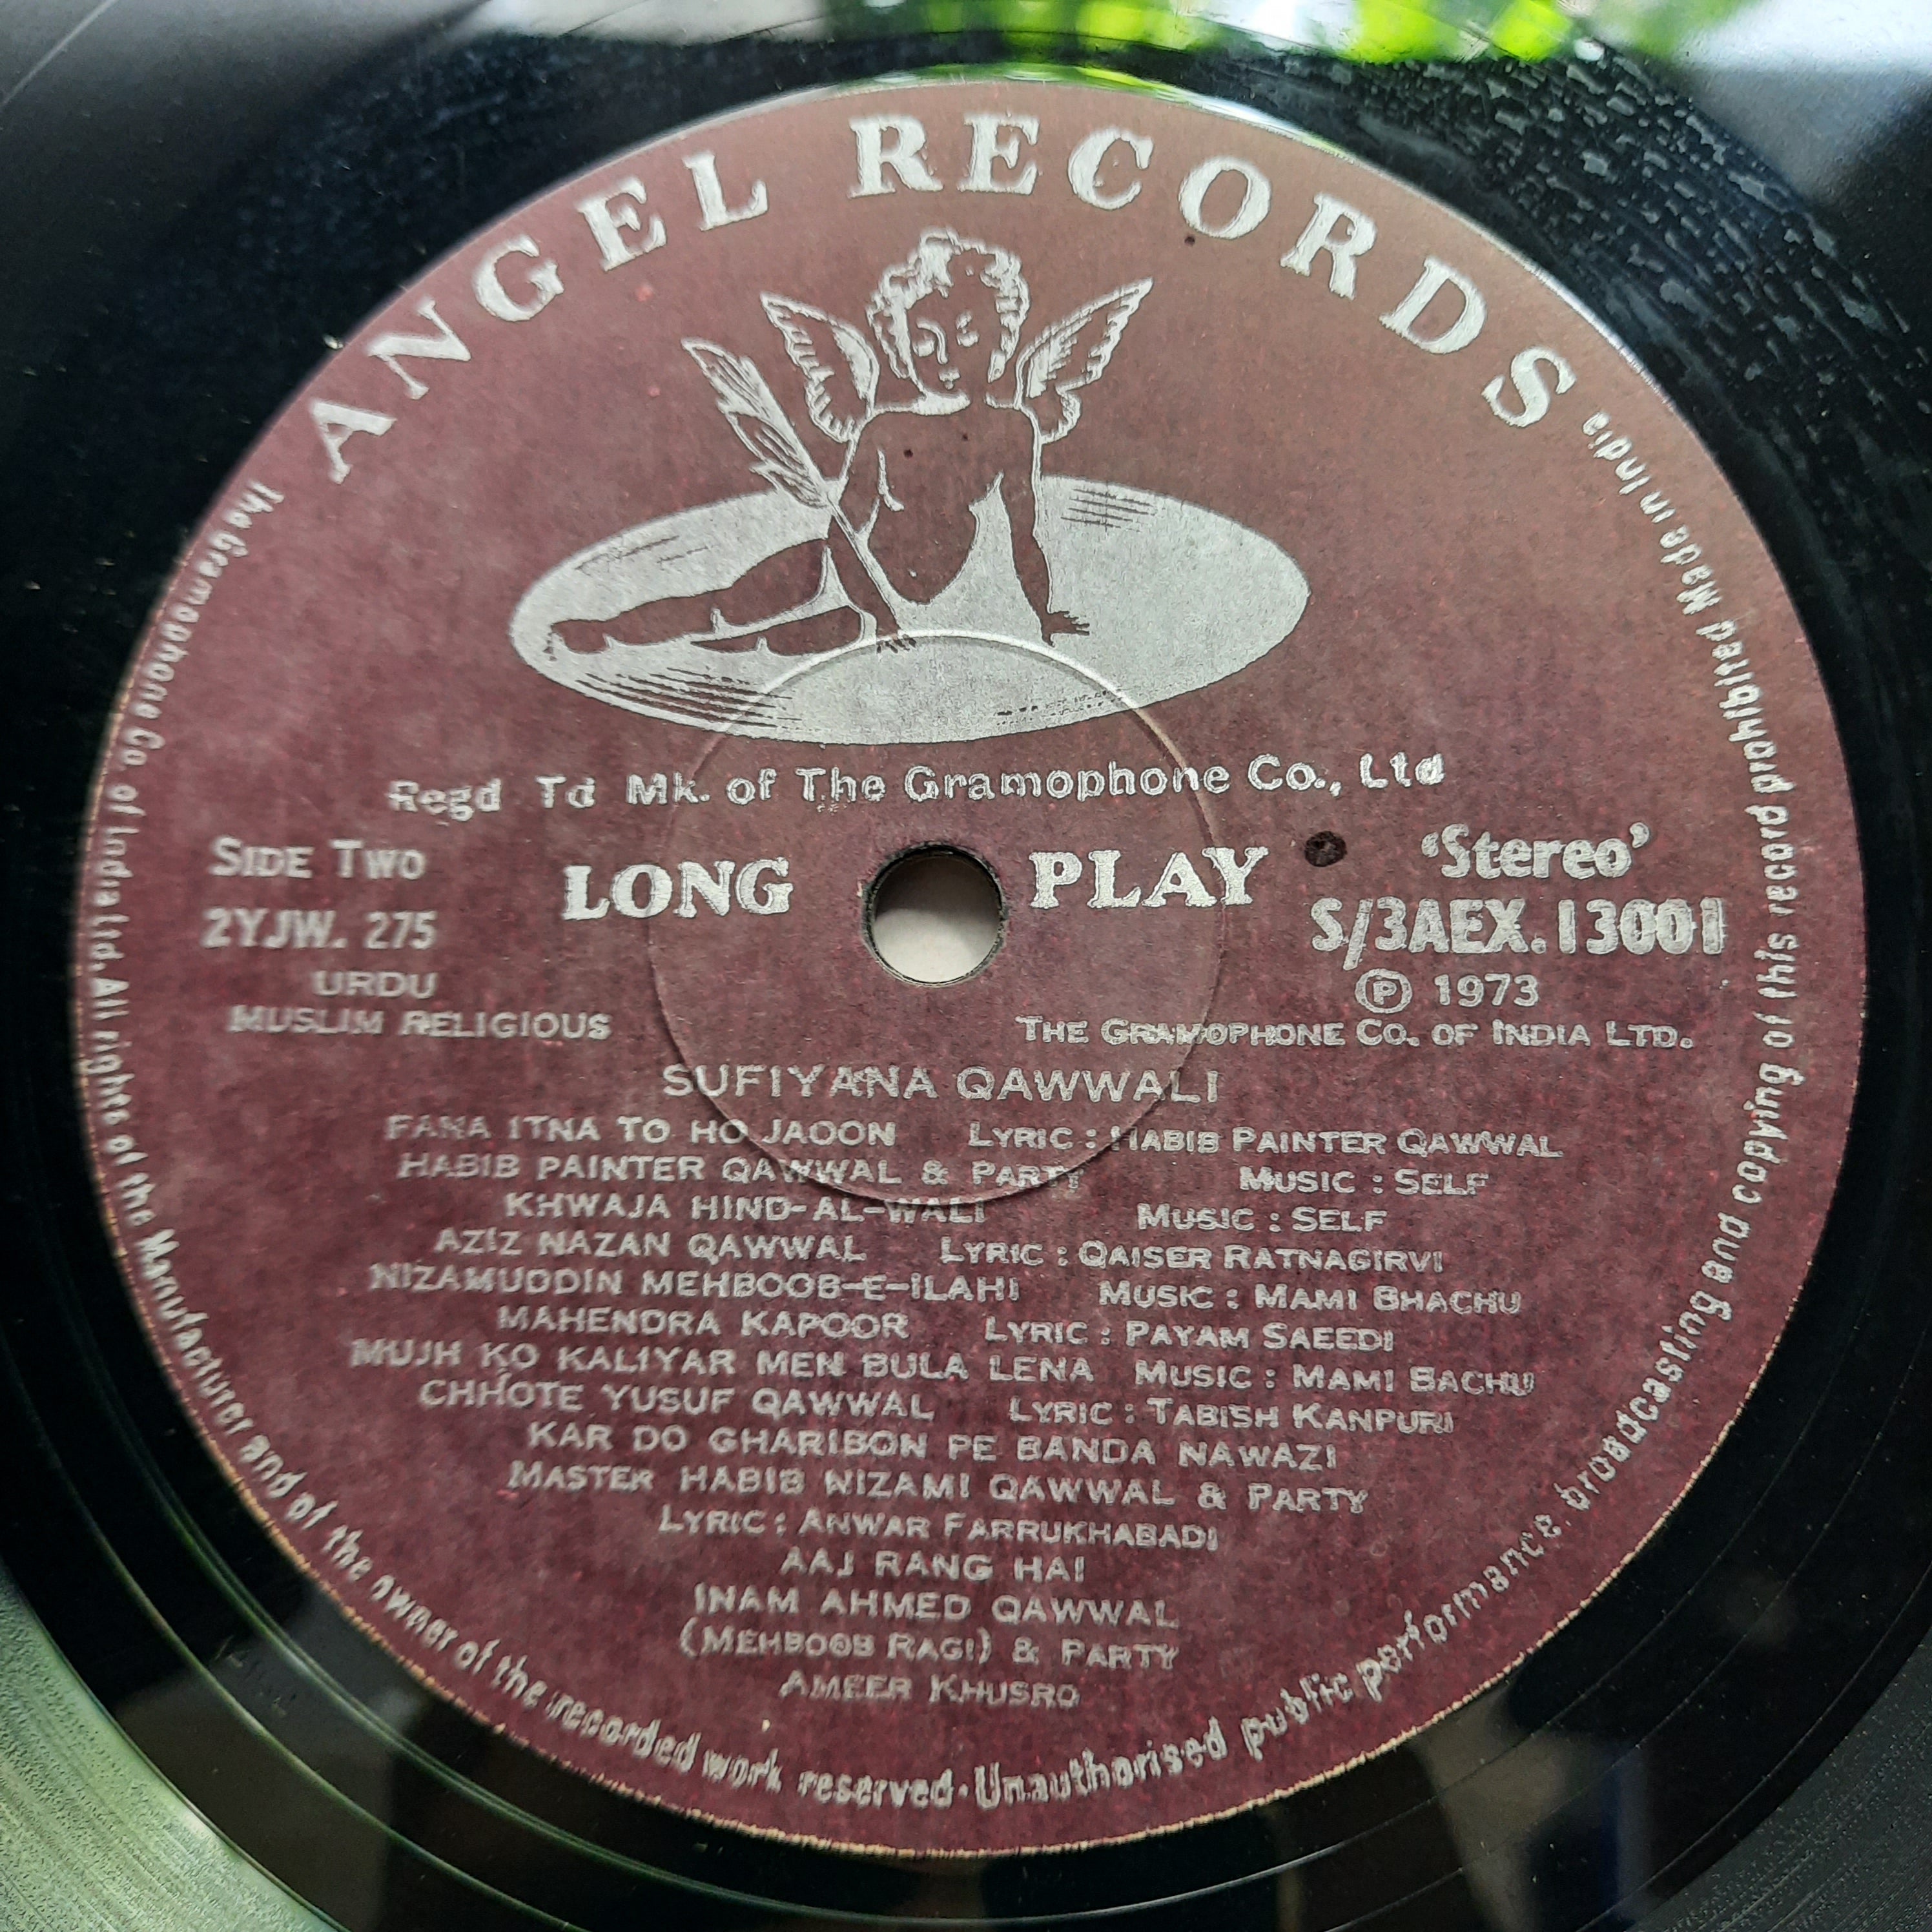 ANGEL RECORDS
Regd Td Mk. of The Gramophone Co., Ltd
SIDE TWO
2YJW. 275
URDU
MUSLIM RELIGIOUS
LONG PLAY
'Stereo'
S/3AEX.13001
Ⓟ 1973
THE GRAMOPHONE CO. OF INDIA LTD.
SUFIYANA QAWWALI
FANA ITNA TO HO JAOON LYRIC : HABIB PAINTER QAWWAL
HABIB PAINTER QAWWAL & PARTY MUSIC : SELF
KHWAJA HIND-AL-WALI MUSIC : SELF
AZIZ NAZAN QAWWAL LYRIC : QAISER RATNAGIRVI
NIZAMUDDIN MEHBOOB-E-ILAHI MUSIC : MAMI BHACHU
MAHENDRA KAPOOR LYRIC : PAYAM SAEEDI
MUJH KO KALIYAR MEN BULA LENA MUSIC : MAMI BACHU
CHHOTE YUSUF QAWWAL LYRIC : TABISH KANPURI
KAR DO GHARIBON PE BANDA NAWAZI
MASTER HABIB NIZAMI QAWWAL & PARTY
LYRIC : ANWAR FARRUKHABADI
AAJ RANG HAI
INAM AHMED QAWWAL
(MEHBOOB RAGI) & PARTY
AMEER KHUSRO
The Gramophone Co. of India Ltd. All rights of the Manufacturer and of the owner of the recorded work reserved · Unauthorised public performance, broadcasting and copying of this record prohibited Made in India